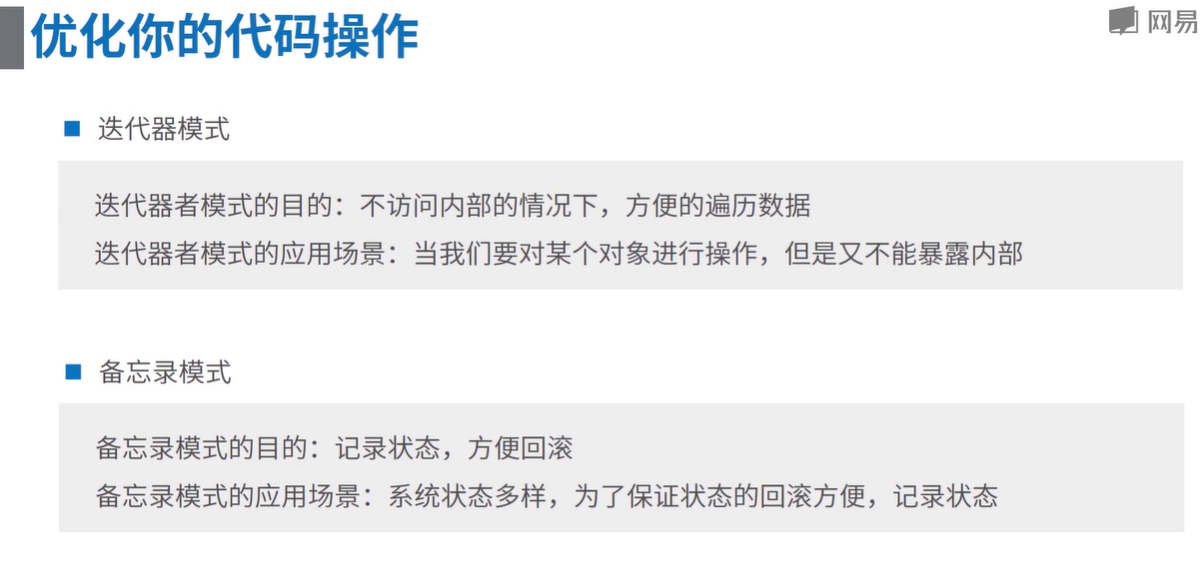 优化你的代码操作
网易
迭代器模式
迭代器者模式的目的：不访问内部的情况下，方便的遍历数据
迭代器者模式的应用场景：当我们要对某个对象进行操作，但是又不能暴露内部
备忘录模式
备忘录模式的目的：记录状态，方便回滚
备忘录模式的应用场景：系统状态多样，为了保证状态的回滚方便，记录状态